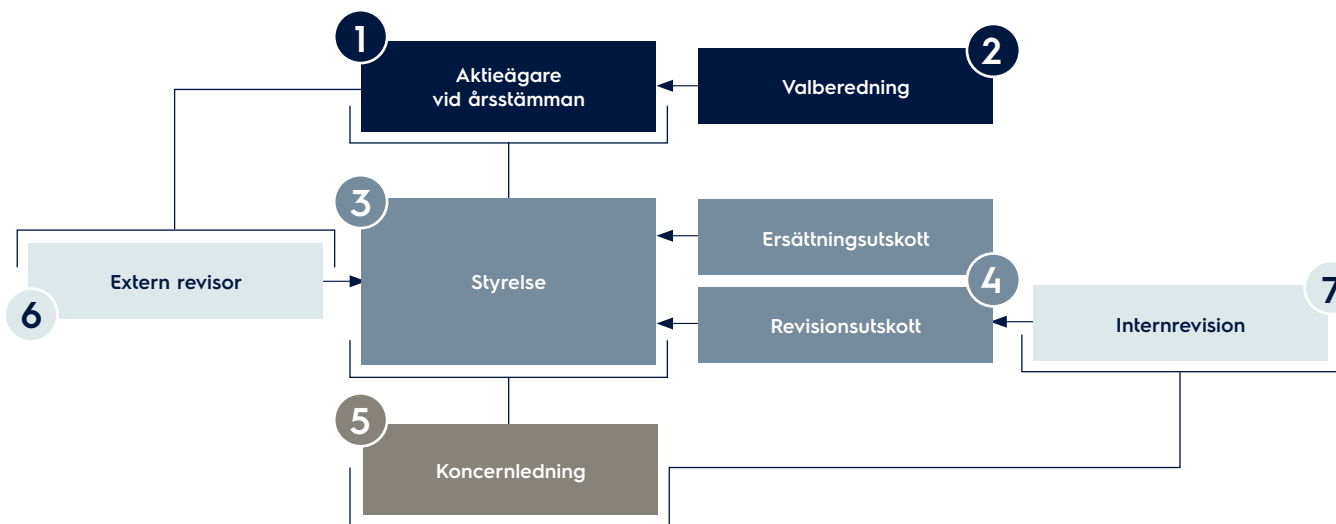 1
Aktieägare
vid årsstämman
2
Valberedning
3
Styrelse
Ersättningsutskott
4
Revisionsutskott
Extern revisor
6
7
Internrevision
5
Koncernledning